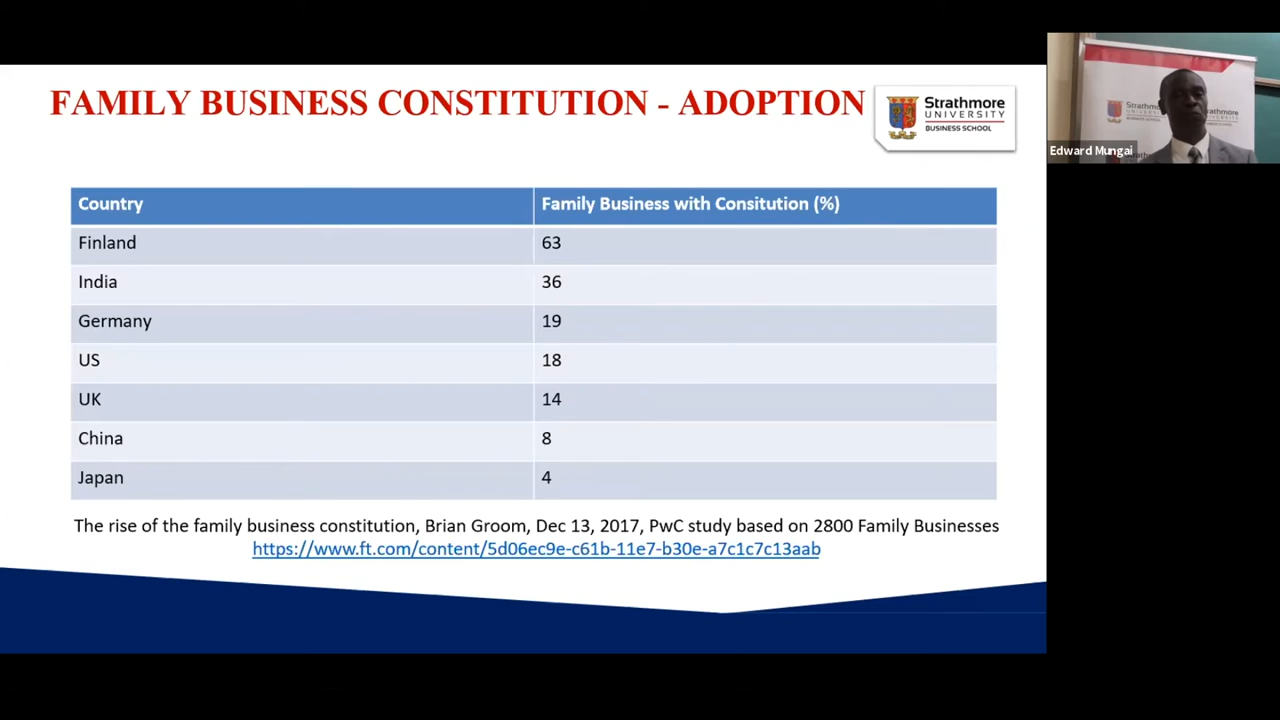 FAMILY BUSINESS CONSTITUTION - ADOPTION
Strathmore
UNIVERSITY
BUSINESS SCHOOL
Edward Mungai
Country Family Business with Consitution (%)
Finland 63
India 36
Germany 19
US 18
UK 14
China 8
Japan 4
The rise of the family business constitution, Brian Groom, Dec 13, 2017, PwC study based on 2800 Family Businesses
https://www.ft.com/content/5d06ec9e-c61b-11e7-b30e-a7c1c7c13aab